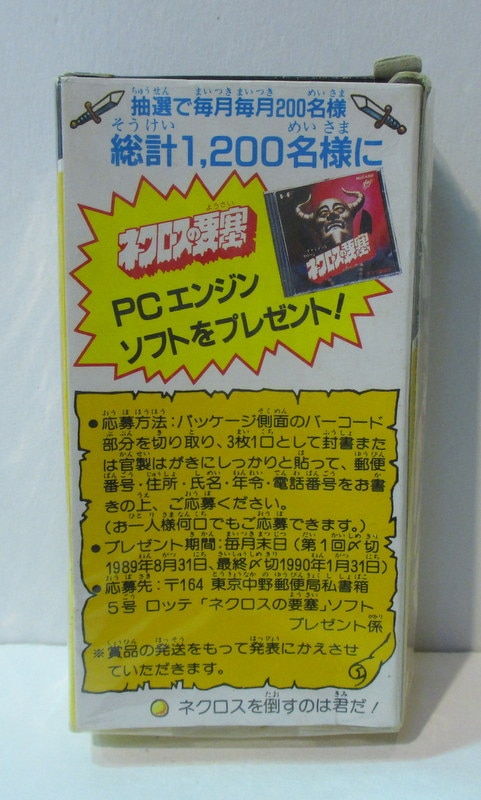 抽選で毎月毎月200名様
総計1,200名様に
ネクロスの要塞
ネクロスの要塞
PCエンジン
ソフトをプレゼント!
●応募方法:パッケージ側面のバーコード
部分を切り取り、3枚1口として封書また
は官製はがきにしっかりと貼って、郵便
番号・住所・氏名・年令・電話番号をお書
きの上、ご応募ください。
(お一人様何口でもご応募できます。)
●プレゼント期間:毎月末日(第1回〆切
1989年8月31日、最終〆切1990年1月31日)
●応募先:〒164 東京中野郵便局私書箱
5号 ロッテ「ネクロスの要塞」ソフト
プレゼント係
※賞品の発送をもって発表にかえさせ
ていただきます。
ネクロスを倒すのは君だ!